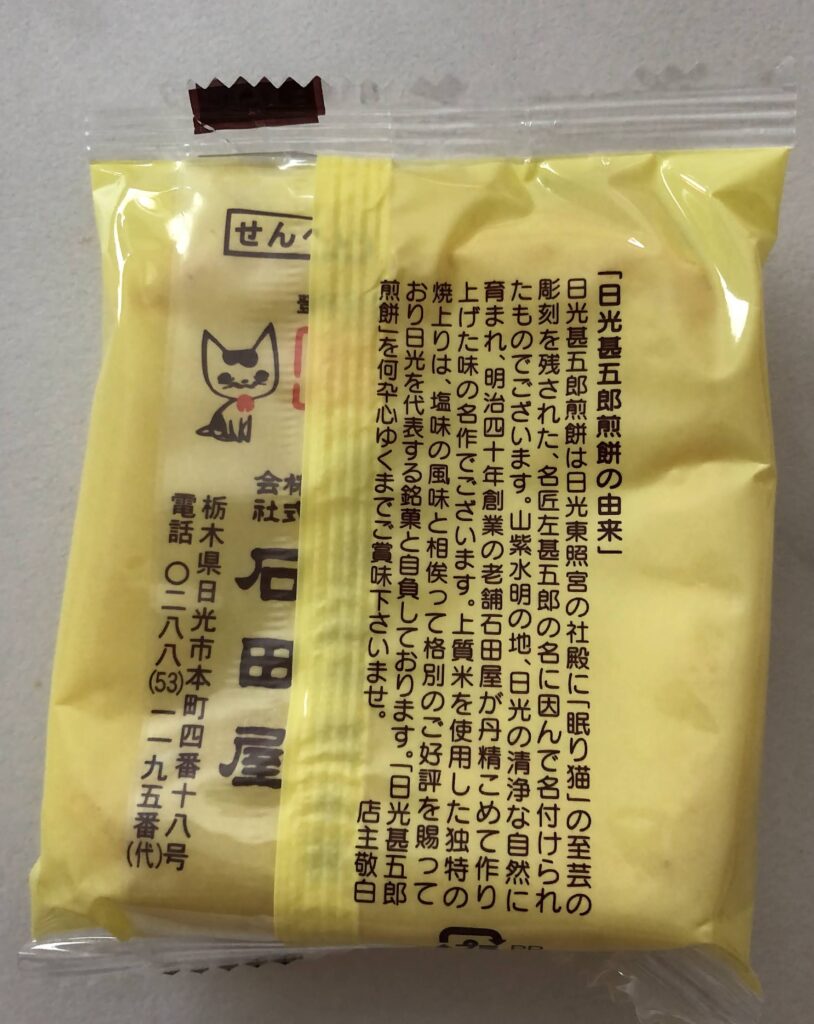 「日光甚五郎煎餅の由来」
日光甚五郎煎餅は日光東照宮の社殿に「眠り猫」の至芸の
彫刻を残された、名匠左甚五郎の名に因んで名付けられ
たものでございます。山紫水明の地、日光の清浄な自然に
育まれ、明治四十年創業の老舗石田屋が丹精こめて作り
上げた味の名作でございます。上質米を使用した独特の
焼上りは、塩味の風味と相俟って格別のご好評を賜って
おり日光を代表する銘菓と自負しております。「日光甚五郎
煎餅」を何卆心ゆくまでご賞味下さいませ。
店主敬白
せん
石田屋
栃木県日光市本町四番十八号
電話 〇二八八(53)一一九五番(代)